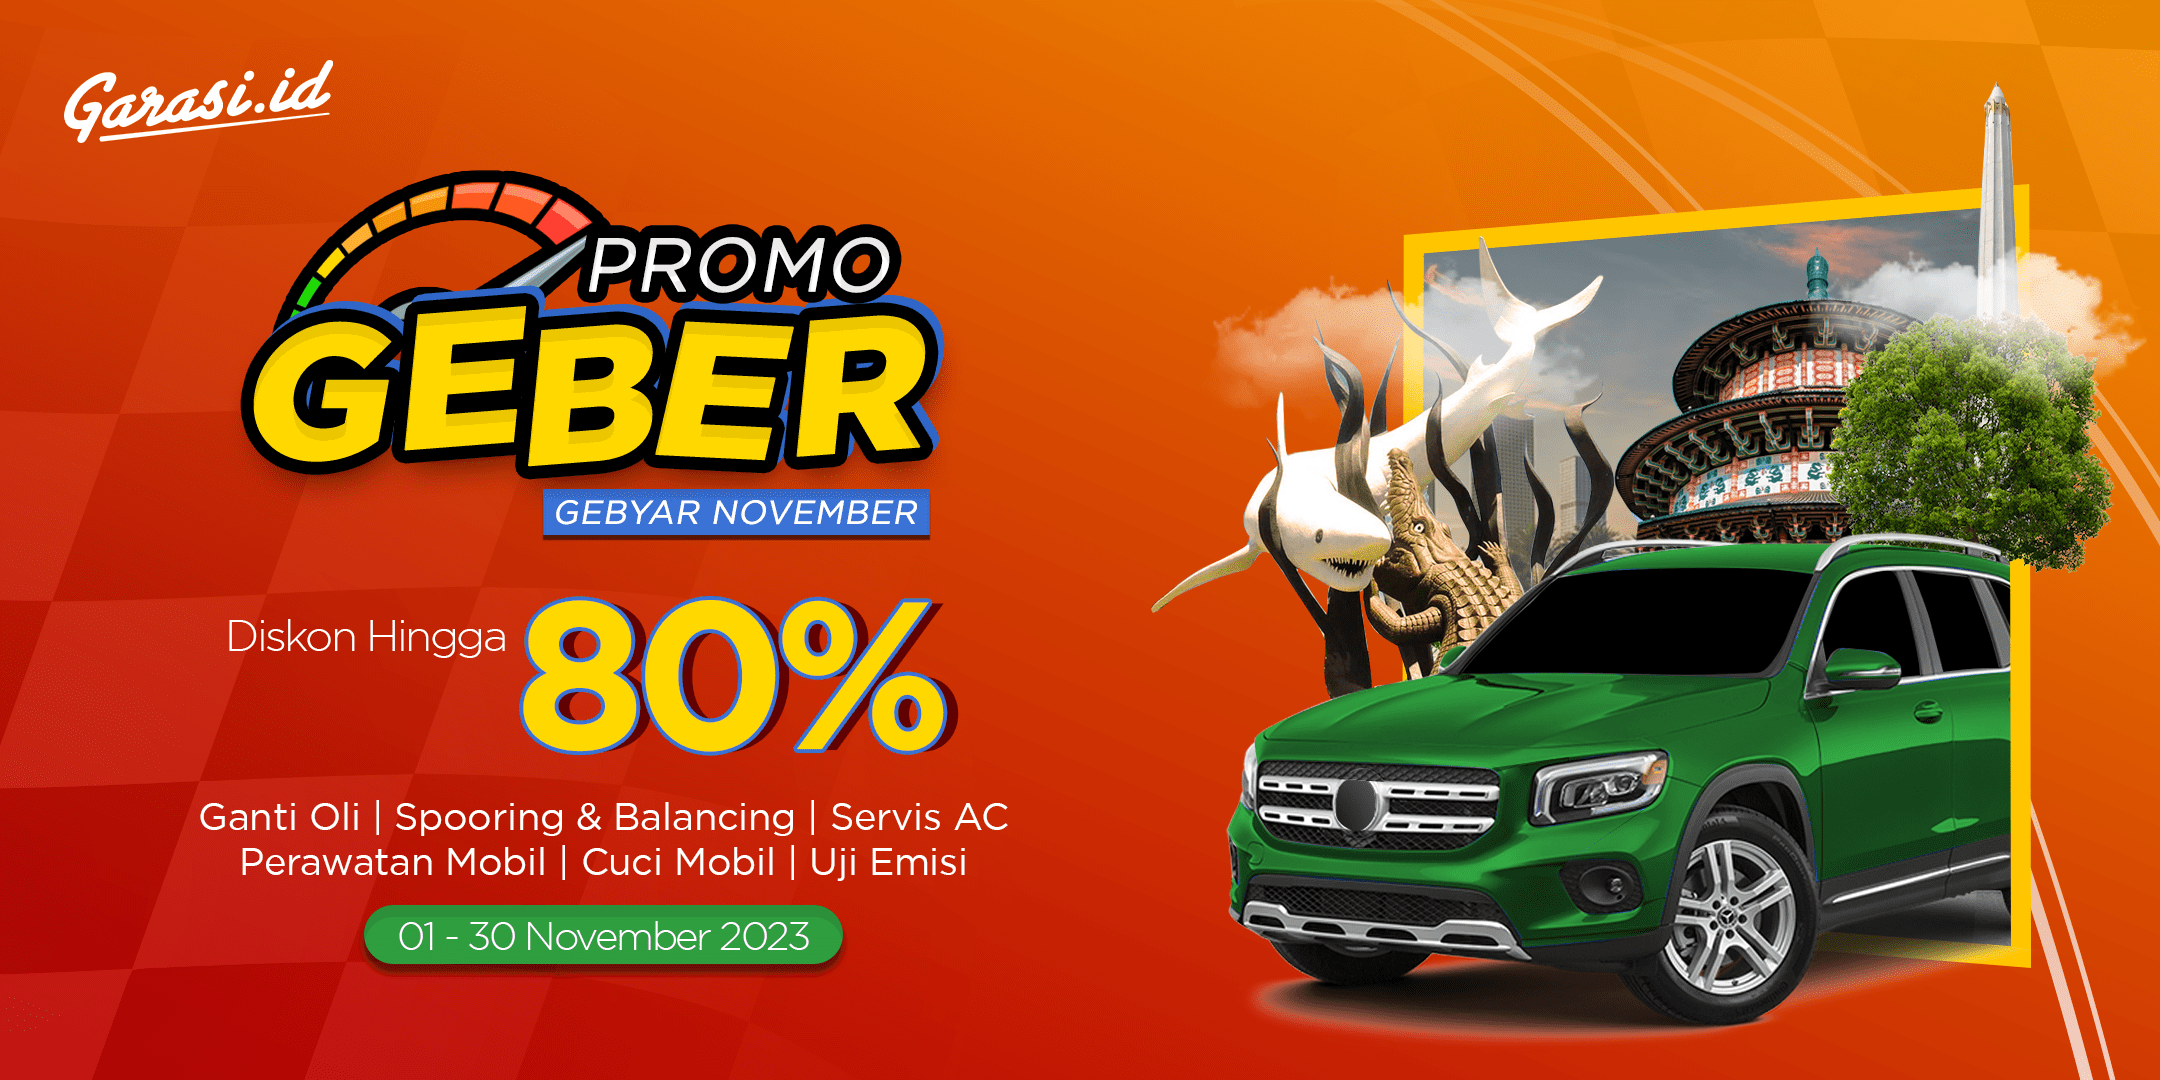 Garasi.id
PROMO
GEBER
GEBYAR NOVEMBER
Diskon Hingga 80%
Ganti Oli | Spooring & Balancing | Servis AC
Perawatan Mobil | Cuci Mobil | Uji Emisi
01 - 30 November 2023